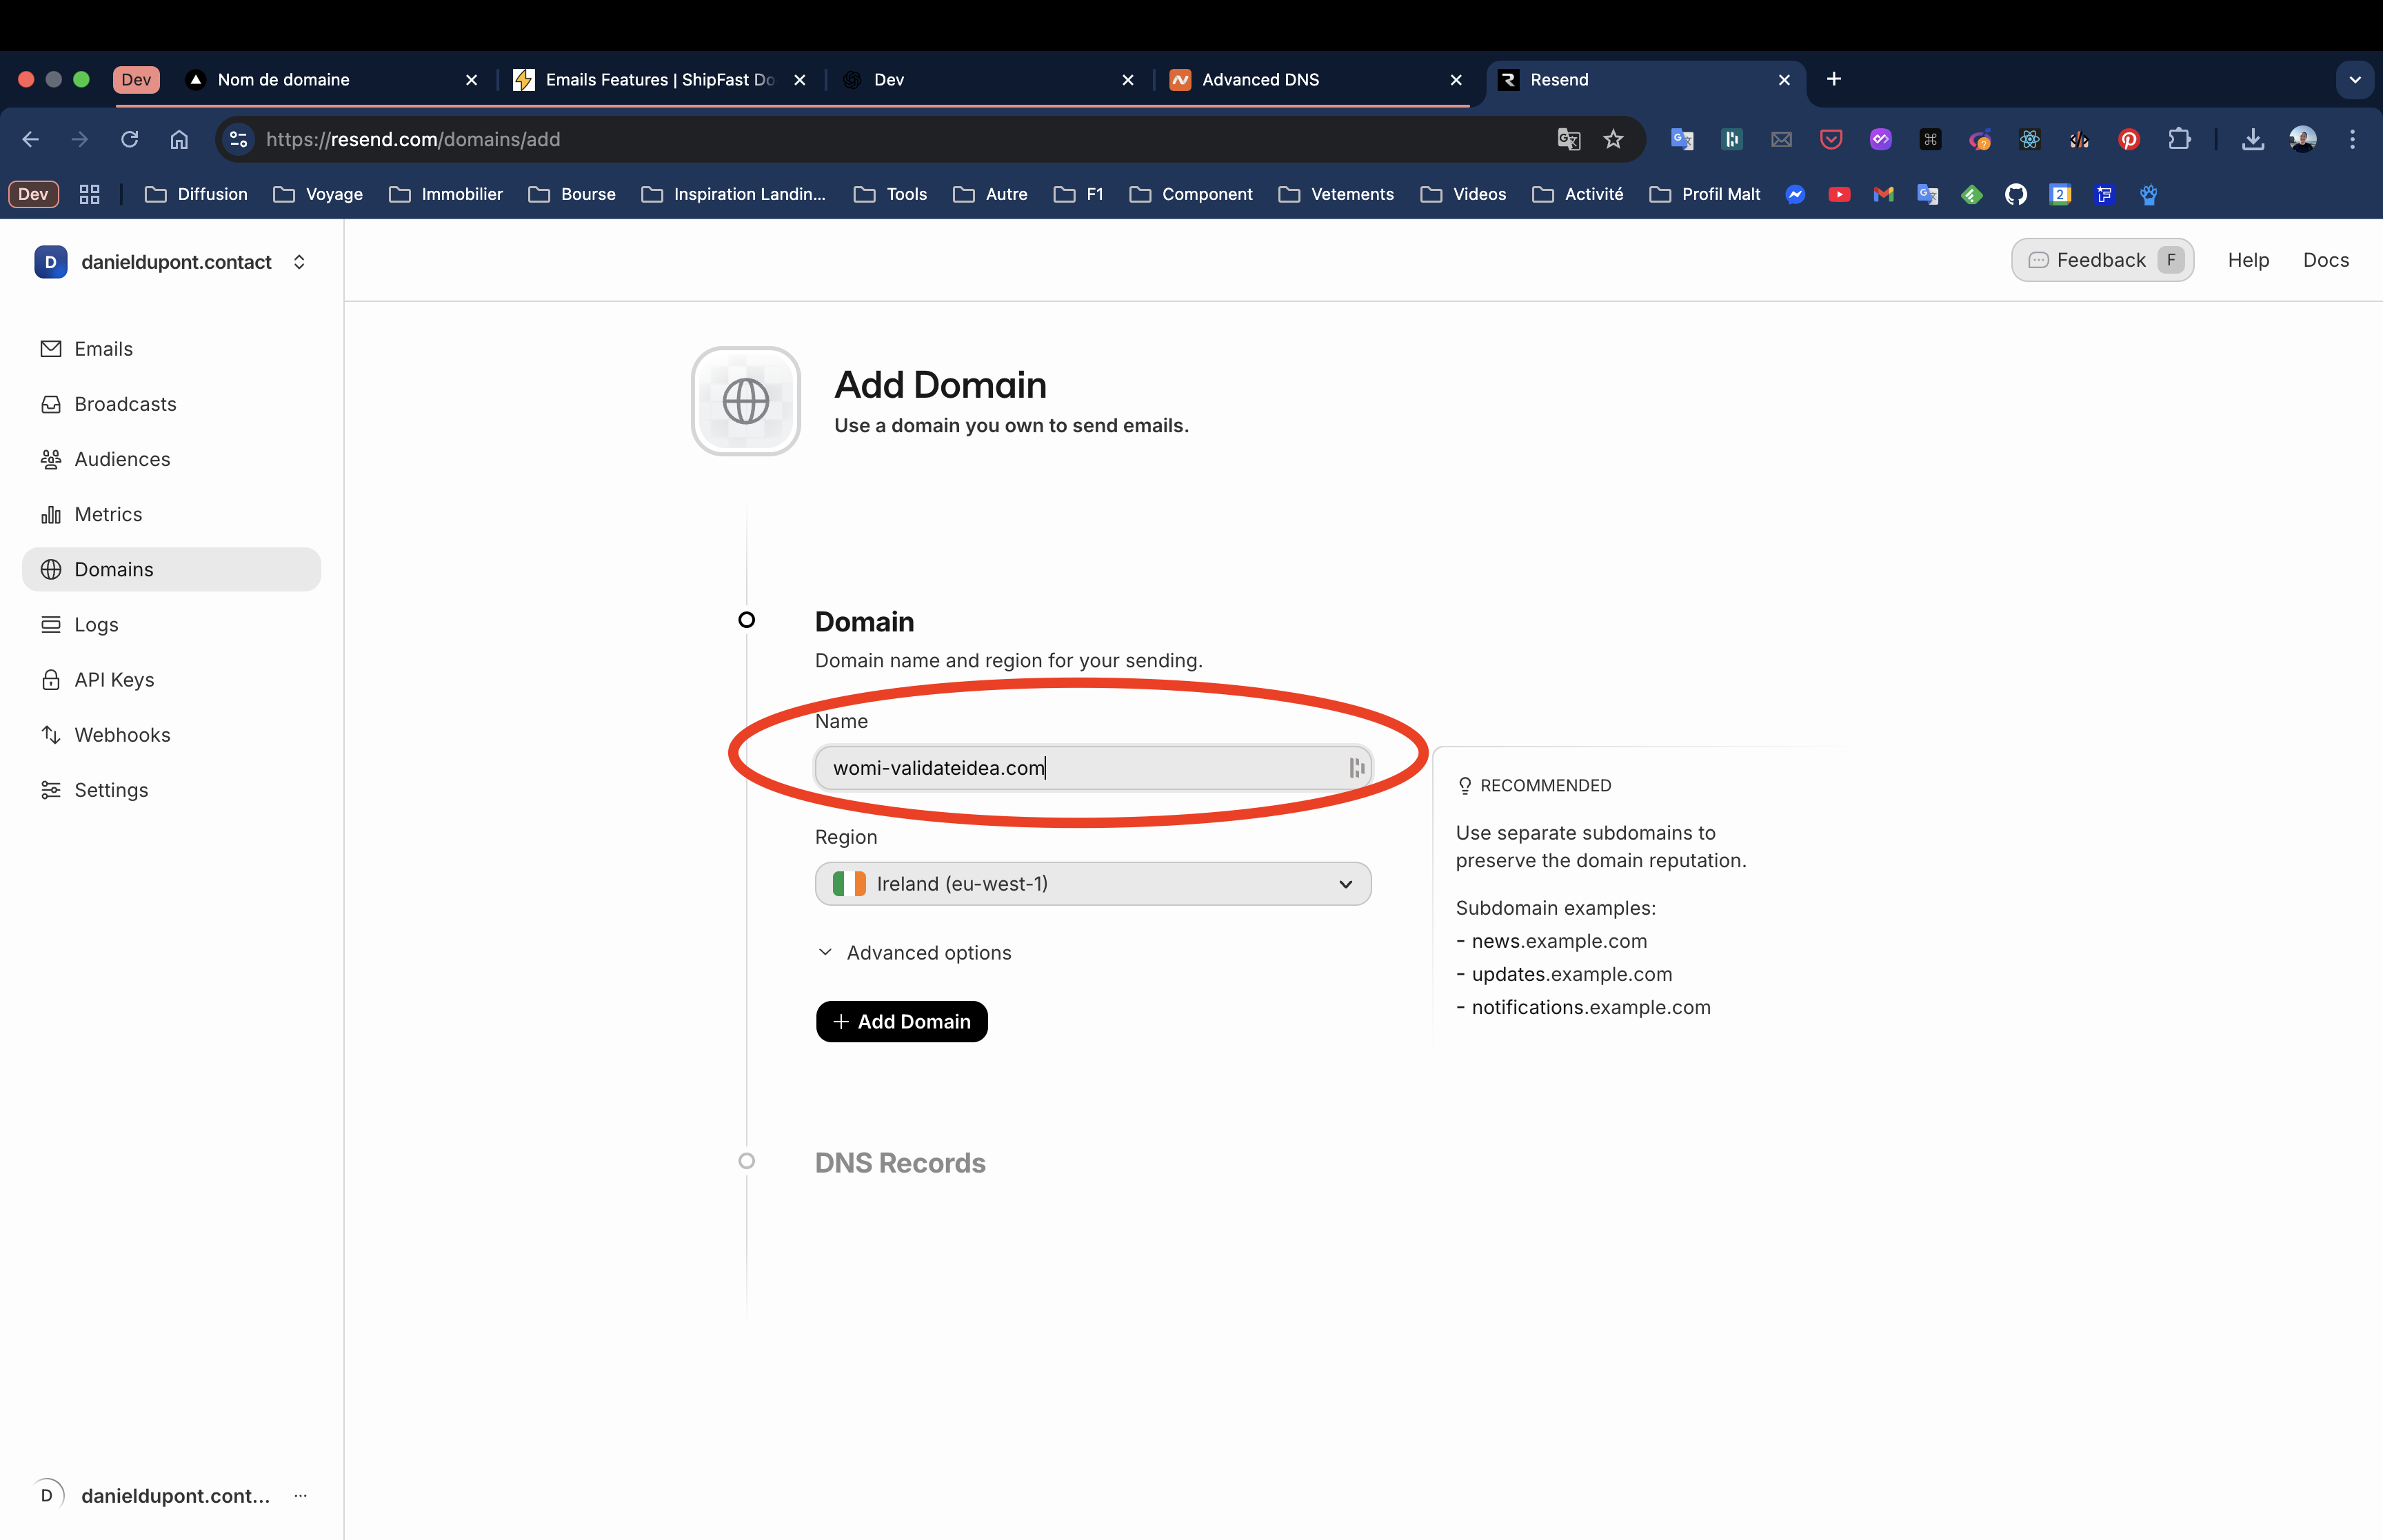 Dev
Nom de domaine
Emails Features | ShipFast Do
Dev
Advanced DNS
Resend
https://resend.com/domains/add
Dev
Diffusion
Voyage
Immobilier
Bourse
Inspiration Landin...
Tools
Autre
F1
Component
Vetements
Videos
Activité
Profil Malt
2
D
danieldupont.contact
Feedback
F
Help
Docs
Emails
Broadcasts
Audiences
Metrics
Domains
Logs
API Keys
Webhooks
Settings
Add Domain
Use a domain you own to send emails.
Domain
Domain name and region for your sending.
Name
womi-validateidea.com
Region
Ireland (eu-west-1)
Advanced options
+ Add Domain
RECOMMENDED
Use separate subdomains to
preserve the domain reputation.
Subdomain examples:
- news.example.com
- updates.example.com
- notifications.example.com
DNS Records
D
danieldupont.cont...